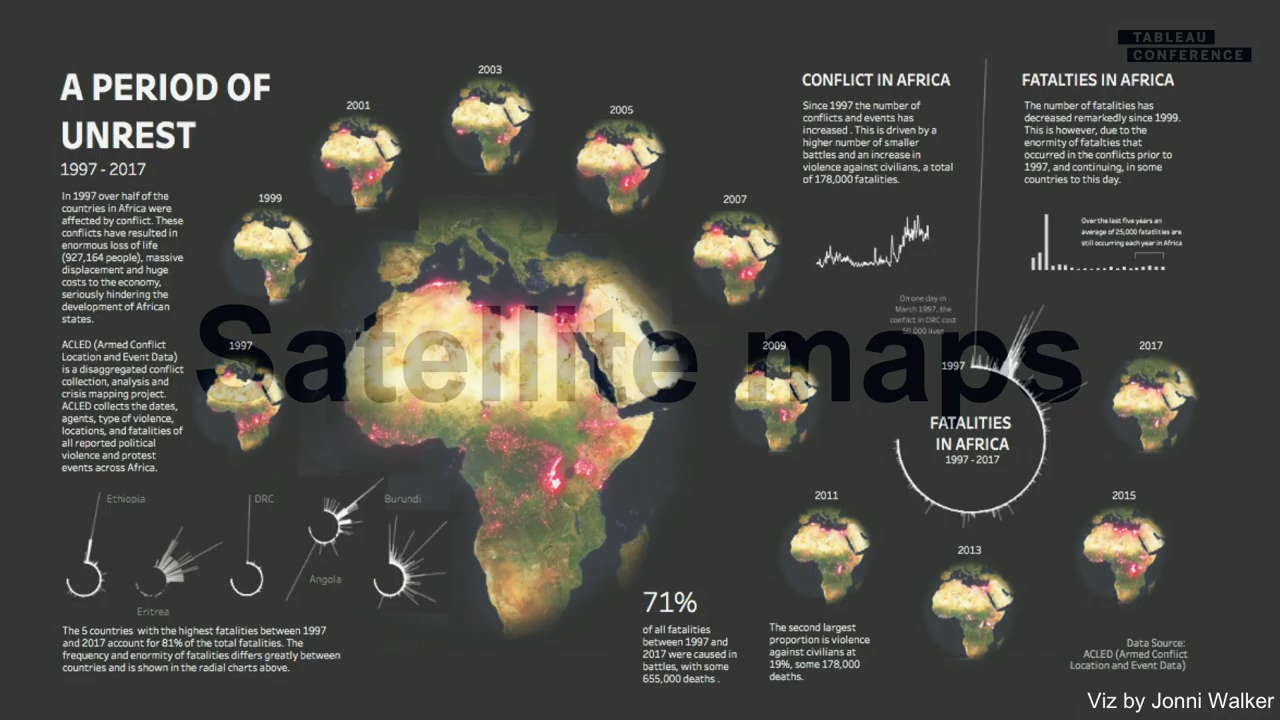 TABLEAU
CONFERENCE
A PERIOD OF
UNREST
1997 - 2017
In 1997 over half of the
countries in Africa were
affected by conflict. These
conflicts have resulted in
enormous loss of life
(927,164 people), massive
displacement and huge
costs to the economy,
seriously hindering the
development of African
states.
ACLED (Armed Conflict
Location and Event Data)
is a disaggregated conflict
collection, analysis and
crisis mapping project.
ACLED collects the dates,
agents, type of violence,
locations, and fatalities of
all reported political
violence and protest
events across Africa.
1997
1999
2001
2003
2005
2007
2009
2011
2013
2015
2017
Satellite maps
CONFLICT IN AFRICA
Since 1997 the number of
conflicts and events has
increased . This is driven by a
higher number of smaller
battles and an increase in
violence against civilians, a total
of 178,000 fatalities.
FATALTIES IN AFRICA
The number of fatalities has
decreased remarkedly since 1999.
This is however, due to the
enormity of fatalties that
occurred in the conflicts prior to
1997, and continuing, in some
countries to this day.
Over the last five years an
average of 25,000 fatatlities are
still occurring each year in Africa
On one day in
March 1997, the
conflict in DRC cost
50,000 lives
1997
FATALITIES
IN AFRICA
1997 - 2017
Ethiopia
Eritrea
DRC
Angola
Burundi
The 5 countries with the highest fatalities between 1997
and 2017 account for 81% of the total fatalities. The
frequency and enormity of fatalities differs greatly between
countries and is shown in the radial charts above.
71%
of all fatalities
between 1997 and
2017 were caused in
battles, with some
655,000 deaths .
The second largest
proportion is violence
against civilians at
19%, some 178,000
deaths.
Data Source:
ACLED (Armed Conflict
Location and Event Data)
Viz by Jonni Walker